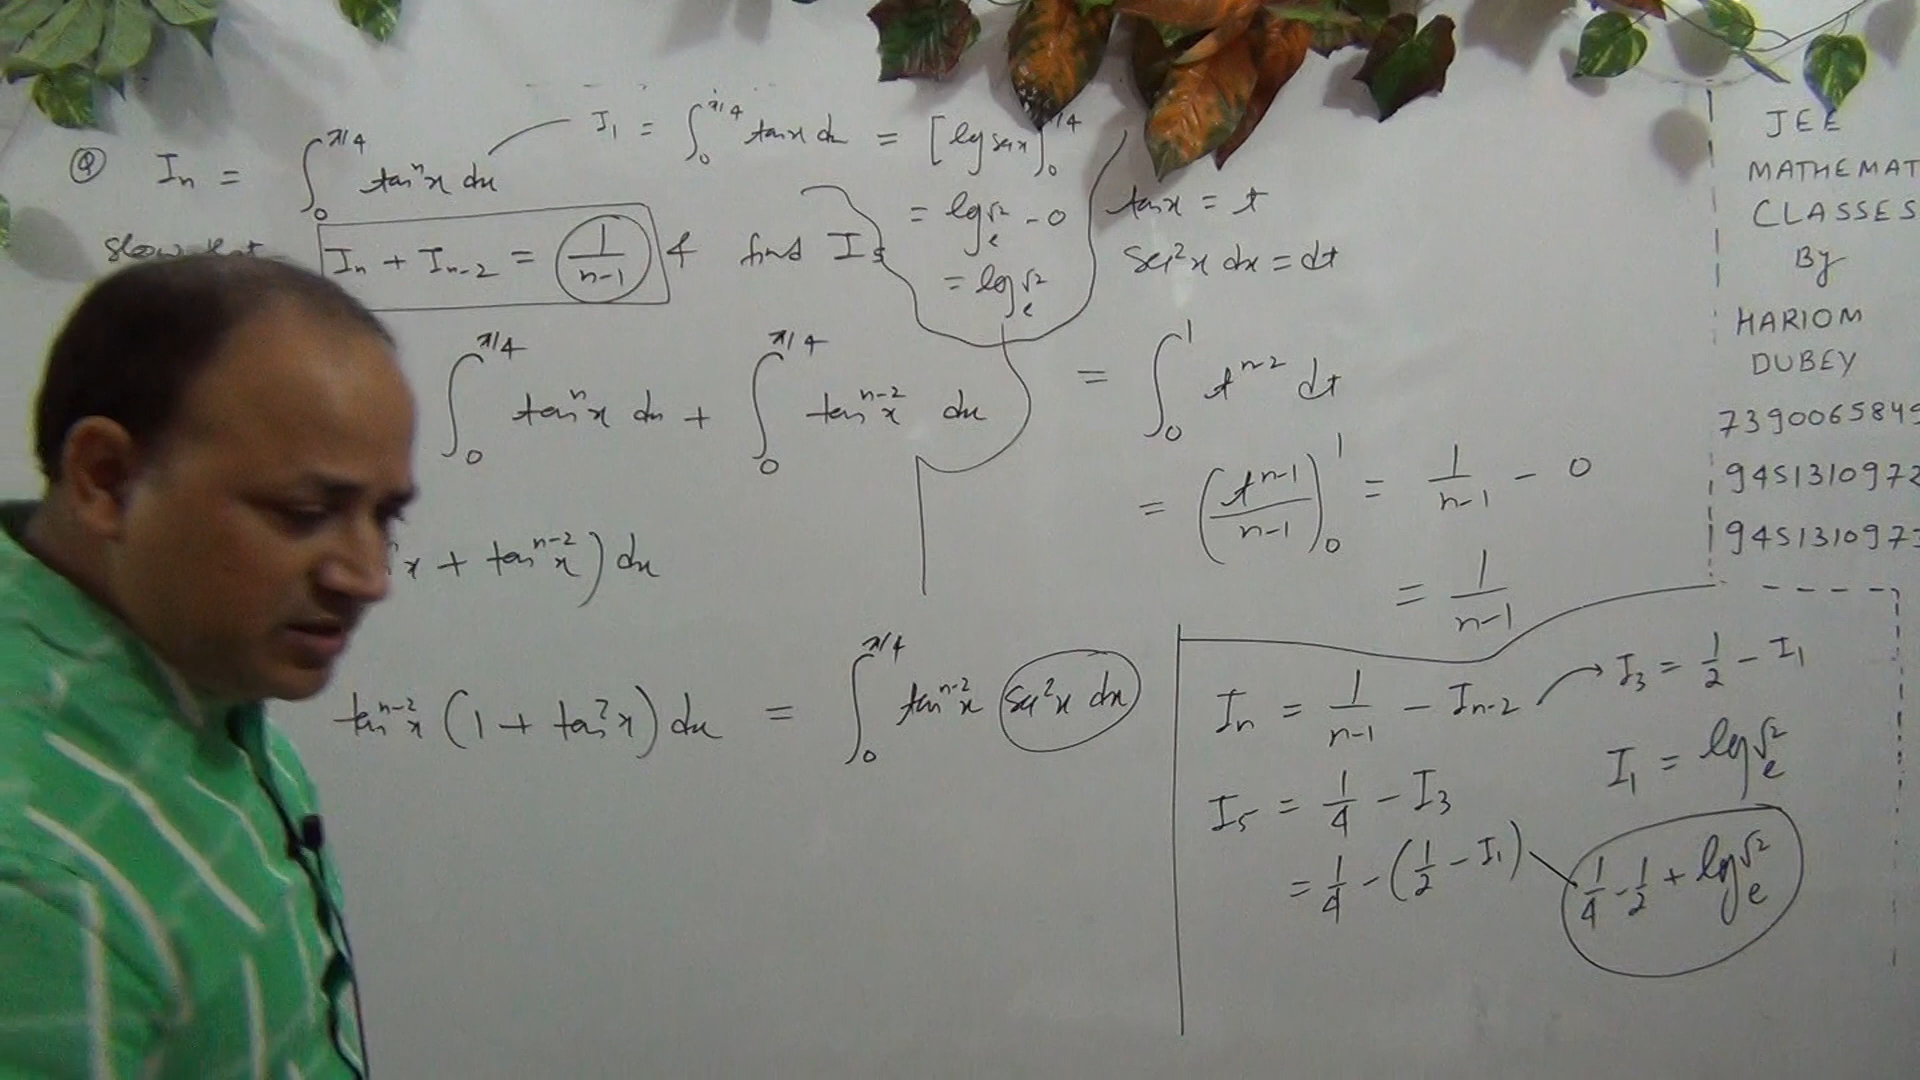 Q Iₙ = ∫₀^π/4 tanⁿx dx
I₁ = ∫₀^π/4 tanx dx = [log secx]₀^π/4
= logₑ√2 - 0
= logₑ√2
Show that Iₙ + Iₙ₋₂ = 1/(n-1) & find I₅
∫₀^π/4 tanⁿx dx + ∫₀^π/4 tanⁿ⁻²x dx
x + tanⁿ⁻²x) dx
tanⁿ⁻²x (1 + tan²x) dx = ∫₀^π/4 tanⁿ⁻²x sec²x dx
tanx = t
sec²x dx = dt
= ∫₀¹ tⁿ⁻² dt
= (tⁿ⁻¹/(n-1))₀¹ = 1/(n-1) - 0
= 1/(n-1)
Iₙ = 1/(n-1) - Iₙ₋₂ → I₃ = 1/2 - I₁
I₁ = logₑ√2
I₅ = 1/4 - I₃
= 1/4 - (1/2 - I₁)
1/4 - 1/2 + logₑ√2
JEE
MATHEMAT
CLASSES
By
HARIOM
DUBEY
739006584
945131097
945131097